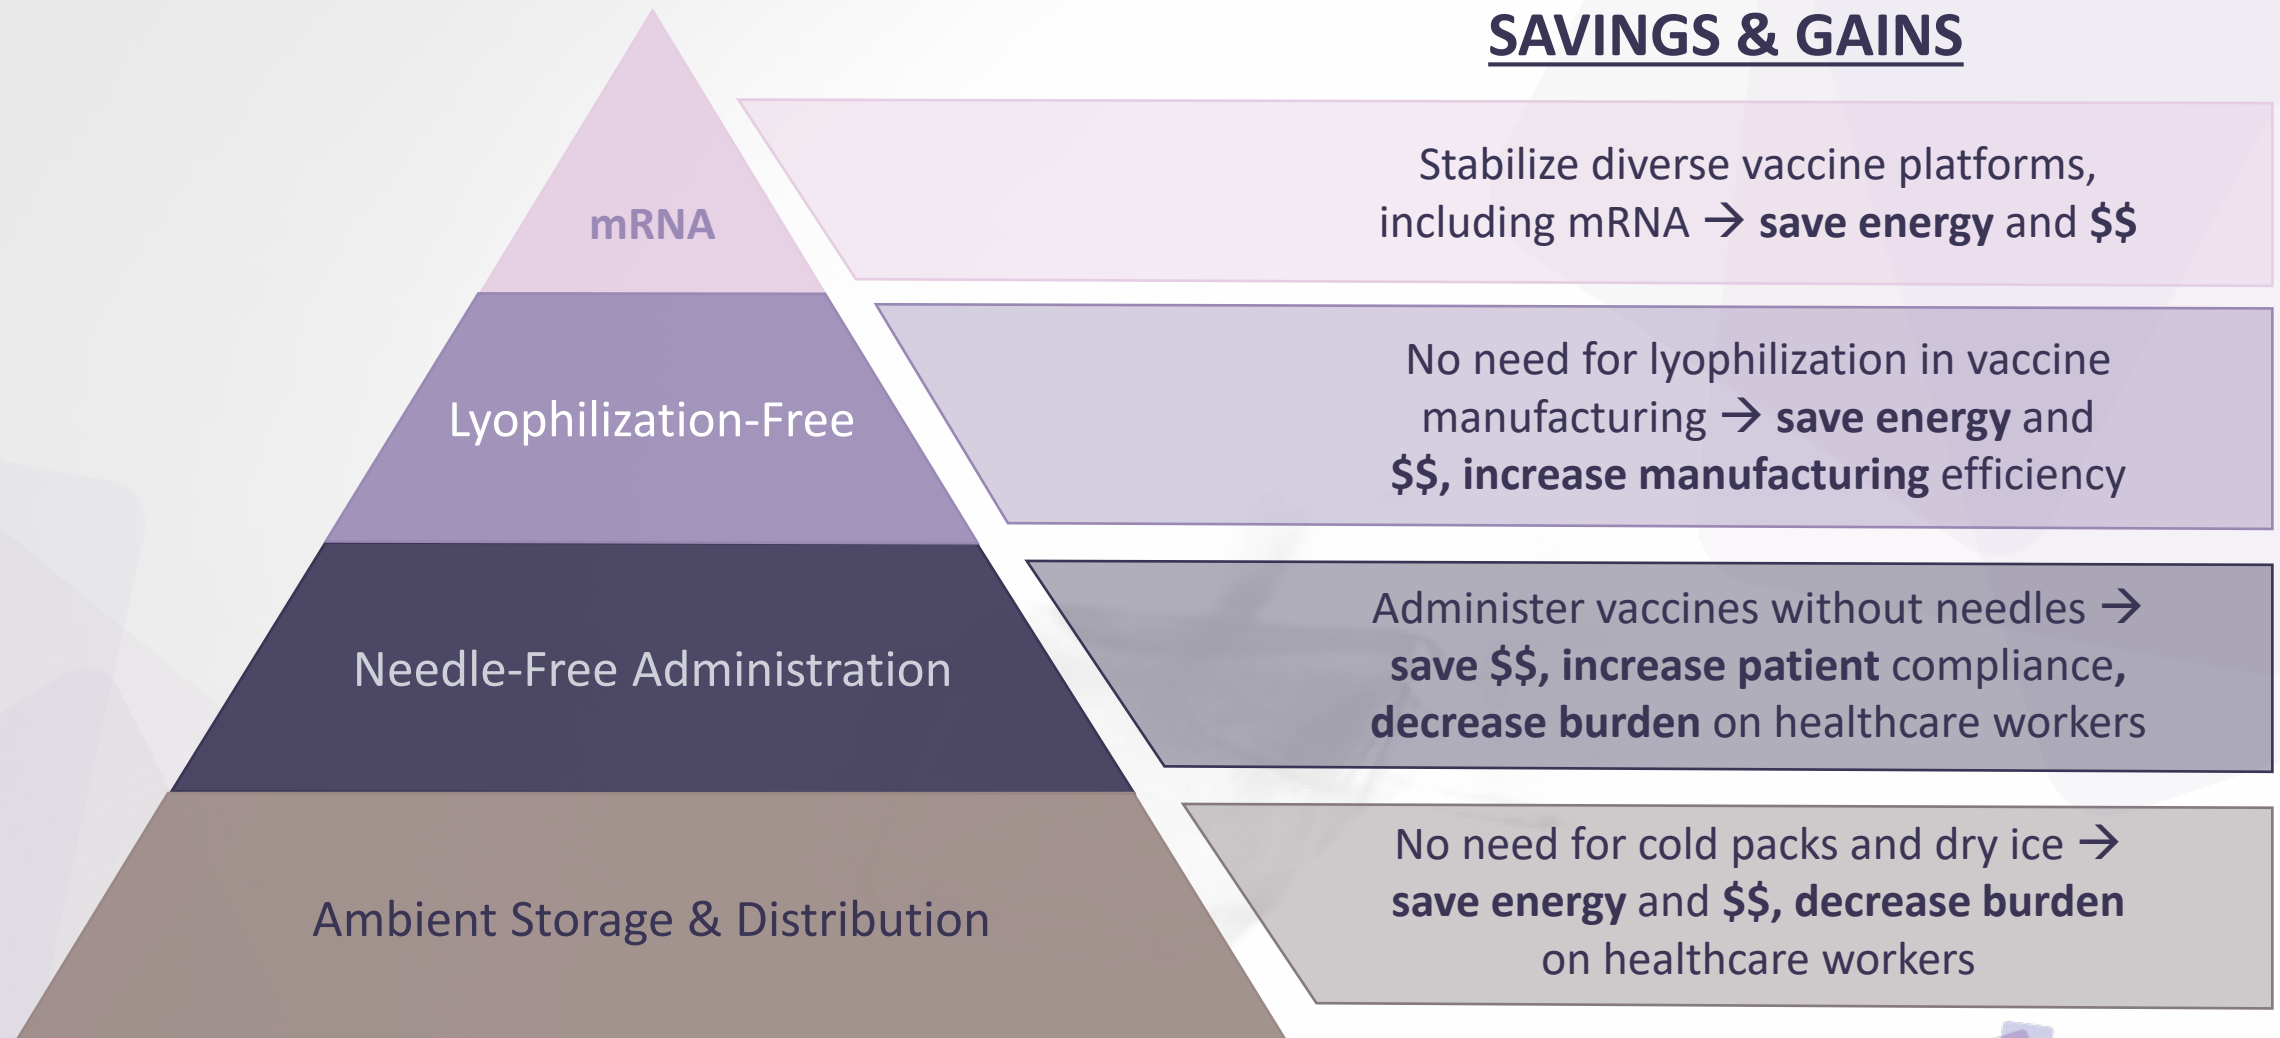 SAVINGS & GAINS
mRNA
Stabilize diverse vaccine platforms,
including mRNA → save energy and $$
Lyophilization-Free
No need for lyophilization in vaccine
manufacturing → save energy and
$$, increase manufacturing efficiency
Needle-Free Administration
Administer vaccines without needles →
save $$, increase patient compliance,
decrease burden on healthcare workers
Ambient Storage & Distribution
No need for cold packs and dry ice →
save energy and $$, decrease burden
on healthcare workers